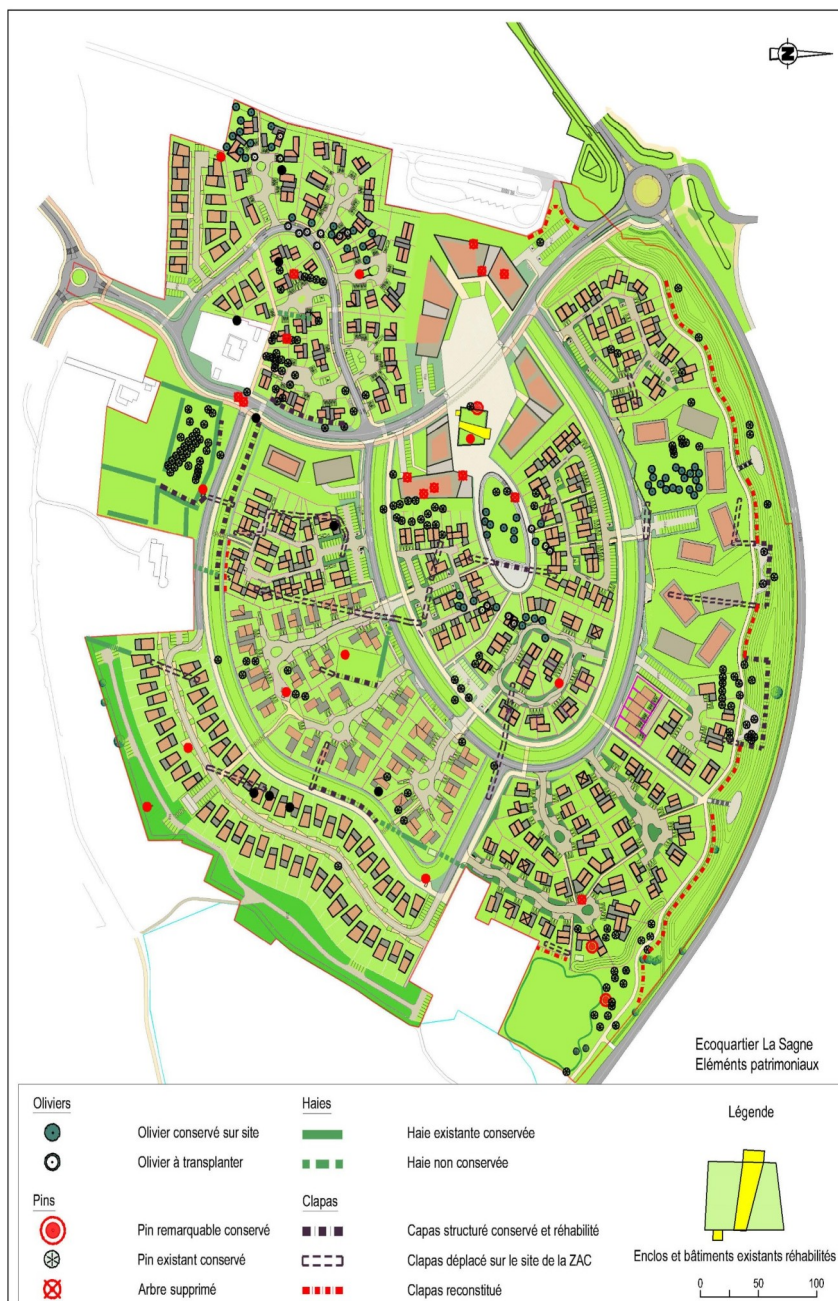 N
Ecoquartier La Sagne
Eléménts patrimoniaux
Oliviers
Olivier conservé sur site
Olivier à transplanter
Pins
Pin remarquable conservé
Pin existant conservé
Arbre supprimé
Haies
Haie existante conservée
Haie non conservée
Clapas
Capas structuré conservé et réhabilité
Clapas déplacé sur le site de la ZAC
Clapas reconstitué
Légende
Enclos et bâtiments existants réhabilités
0 50 100